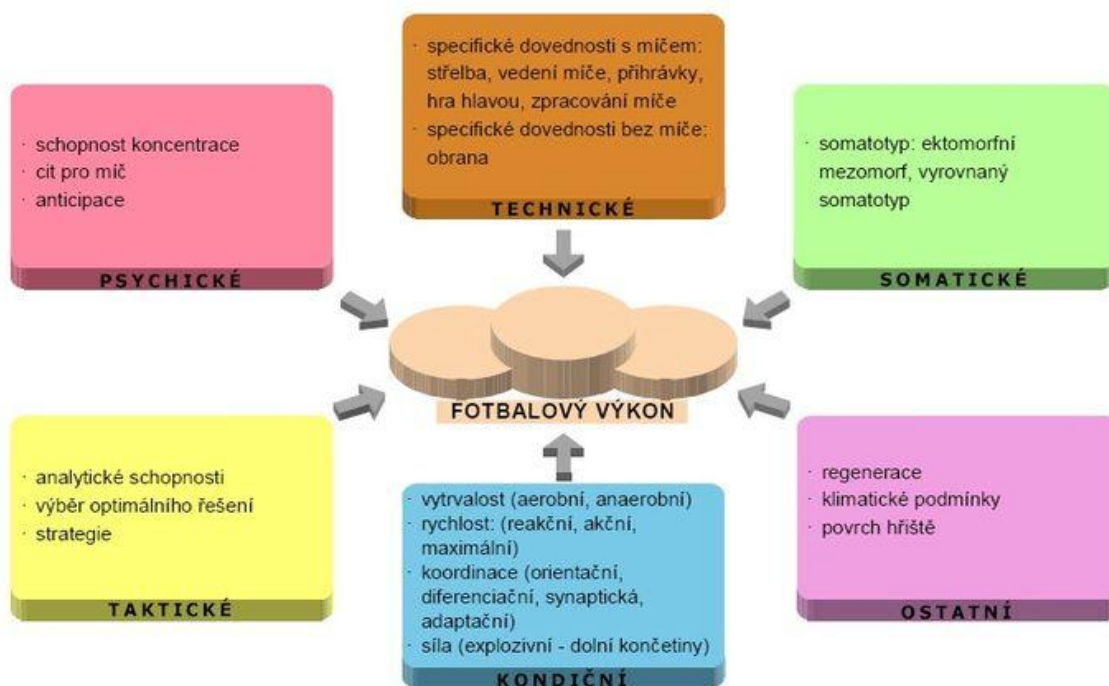 · specifické dovednosti s míčem:
střelba, vedení míče, přihrávky,
hra hlavou, zpracování míče
· specifické dovednosti bez míče:
obrana
TECHNICKÉ
· schopnost koncentrace
· cit pro míč
· anticipace
PSYCHICKÉ
· somatotyp: ektomorfní
mezomorf, vyrovnaný
somatotyp
SOMATICKÉ
FOTBALOVÝ VÝKON
· analytické schopnosti
· výběr optimálního řešení
· strategie
TAKTICKÉ
· vytrvalost (aerobní, anaerobní)
· rychlost: (reakční, akční,
maximální)
· koordinace (orientační,
diferenciační, synaptická,
adaptační)
· síla (explozivní - dolní končetiny)
KONDIČNÍ
· regenerace
· klimatické podmínky
· povrch hřiště
OSTATNÍ